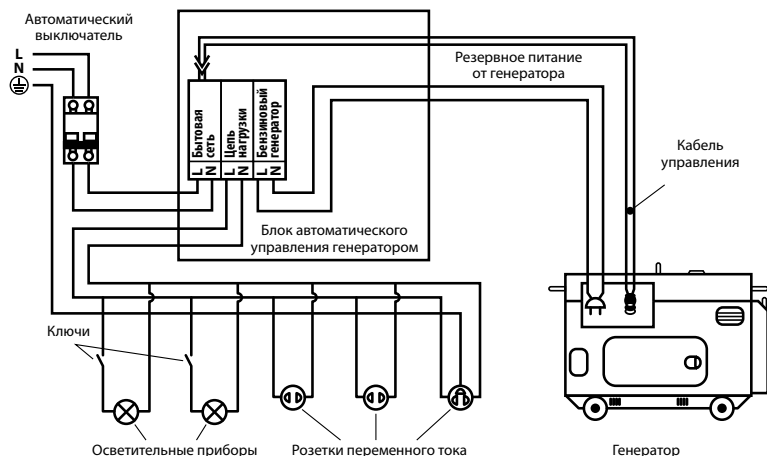 Автоматический
выключатель
L
N
Резервное питание
от генератора
Бытовая
сеть
Цепь
нагрузки
Бензиновый
генератор
L N L N L N
Кабель
управления
Блок автоматического
управления генератором
Ключи
Осветительные приборы
Розетки переменного тока
Генератор